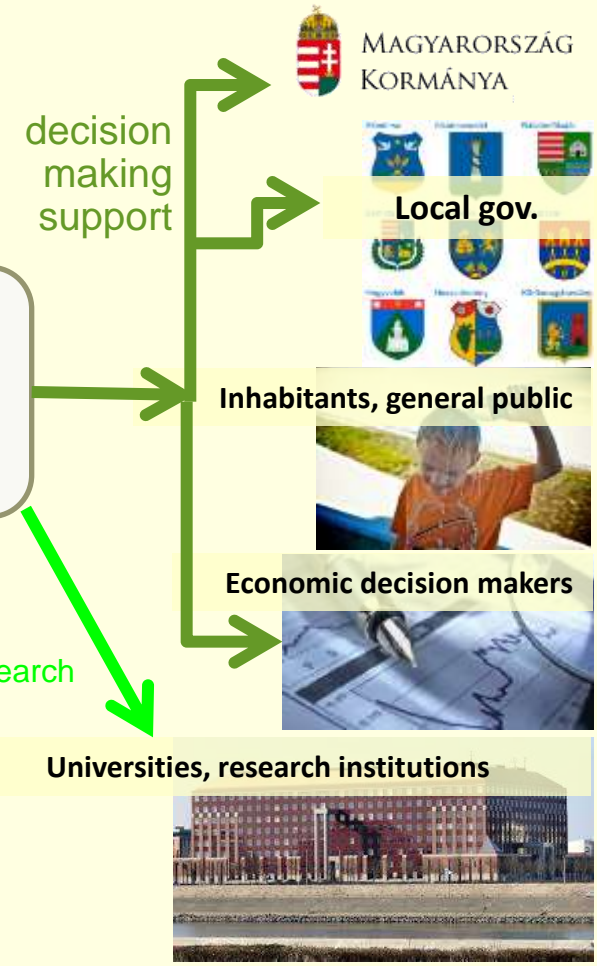 MAGYARORSZÁG
KORMÁNYA
decision
making
support
Local gov.
Inhabitants, general public
Economic decision makers
earch
Universities, research institutions